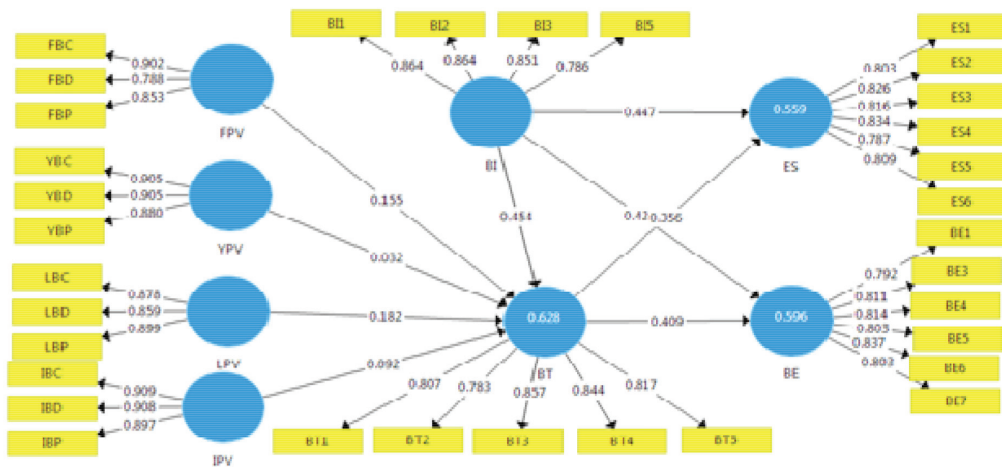 FBC
0.902
FBD
0.788
FBP
0.853
FPV
YBC
0.905
YBD
0.905
YBP
0.880
YPV
LBC
0.878
LBD
0.859
LBP
0.899
LPV
IBC
0.909
IBD
0.908
IBP
0.897
IPV
BI1
BI2
BI3
BI5
0.864
0.864
0.851
0.786
BI
0.447
0.454
0.356
0.155
0.032
0.182
0.092
0.628
BT
0.409
0.807
0.783
0.857
0.844
0.817
BT1
BT2
BT3
BT4
BT5
0.559
ES
ES1
0.803
ES2
0.826
ES3
0.816
ES4
0.834
ES5
0.787
ES6
0.809
0.596
BE
BE1
0.792
BE3
0.811
BE4
0.814
BE5
0.803
BE6
0.837
BE7
0.803